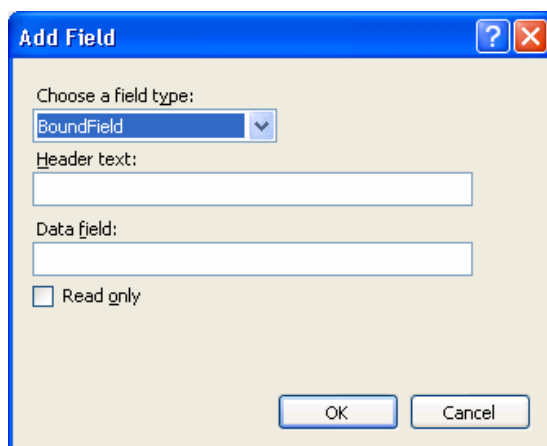 Add Field
Choose a field type:
BoundField
Header text:
Data field:
Read only
OK Cancel